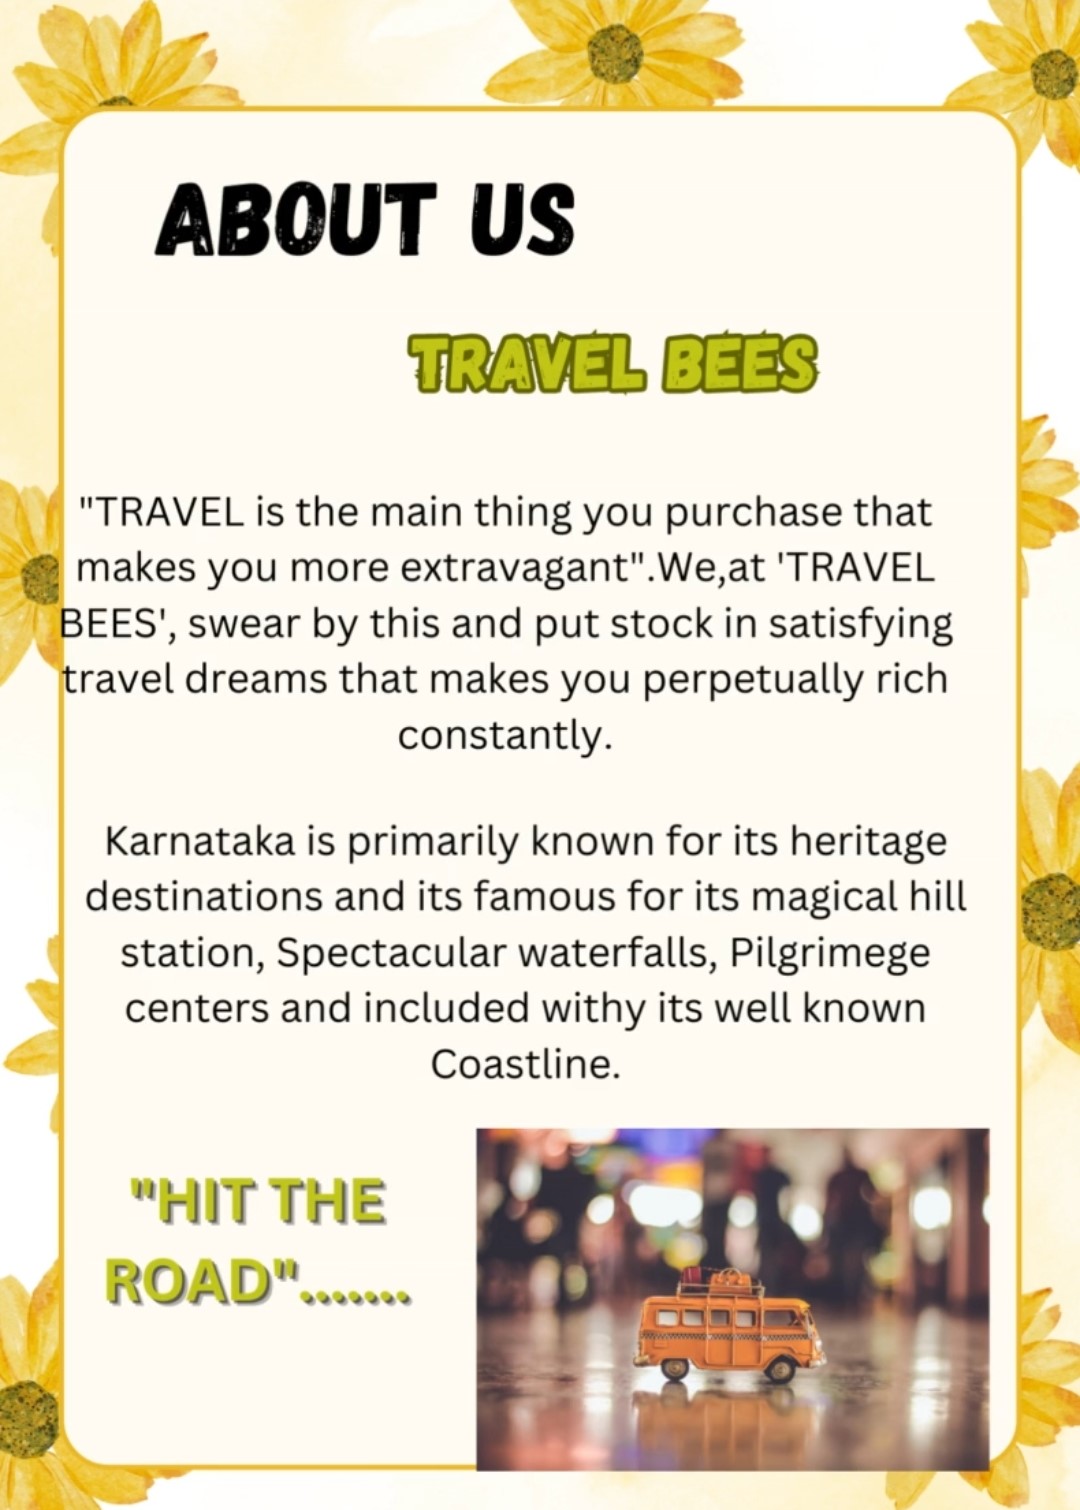 ABOUT US
TRAVEL BEES
"TRAVEL is the main thing you purchase that
makes you more extravagant".We,at 'TRAVEL
BEES', swear by this and put stock in satisfying
travel dreams that makes you perpetually rich
constantly.
Karnataka is primarily known for its heritage
destinations and its famous for its magical hill
station, Spectacular waterfalls, Pilgrimege
centers and included withy its well known
Coastline.
"HIT THE
ROAD".......